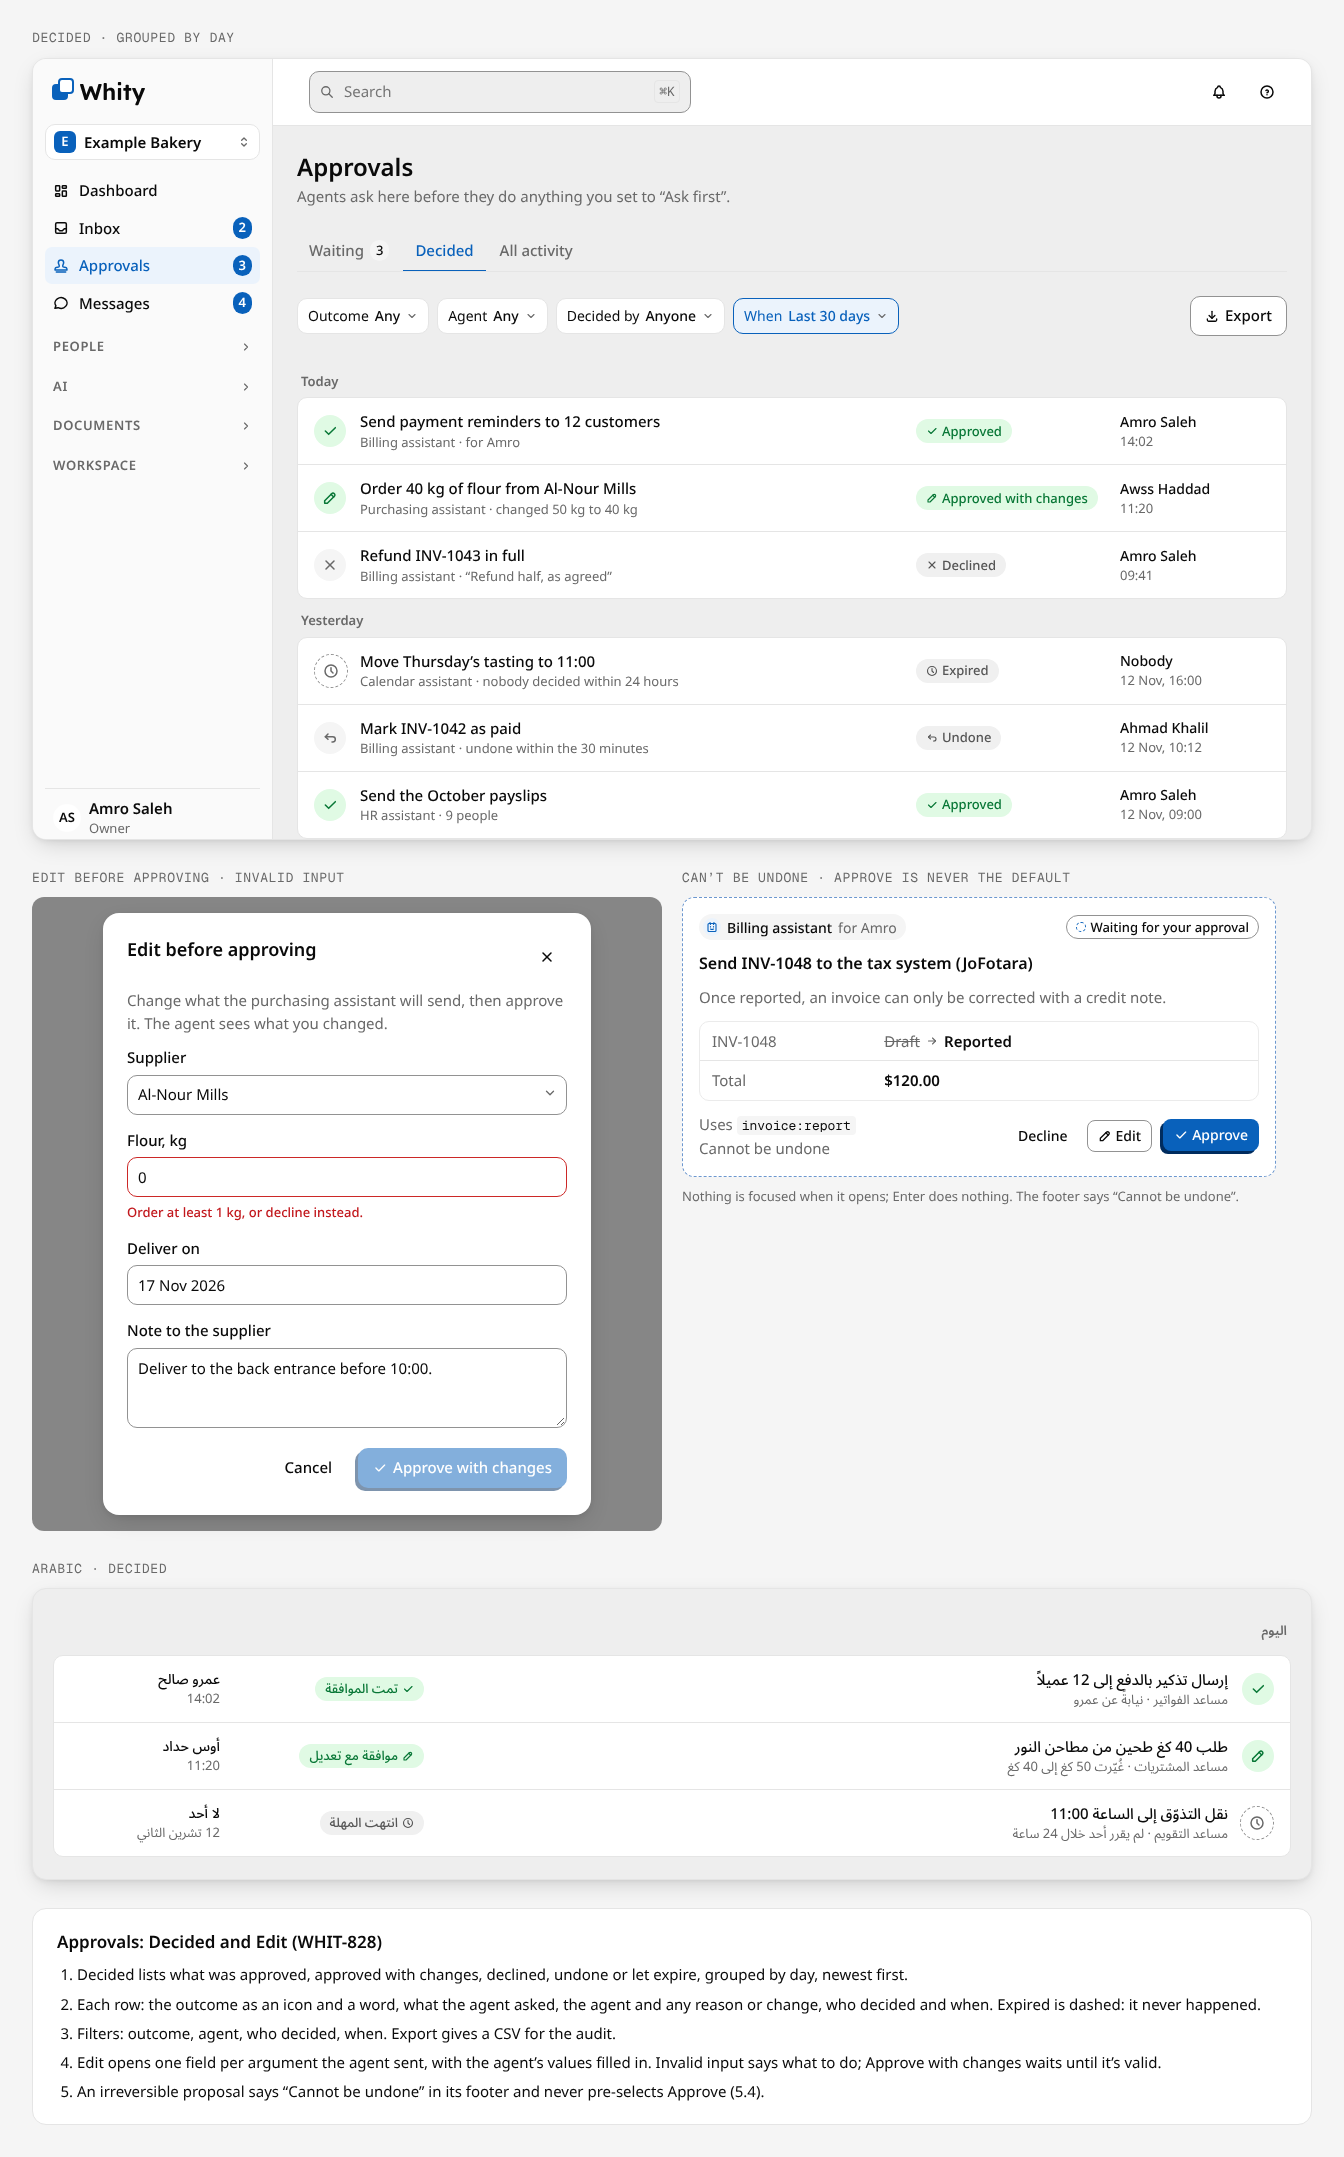 DECIDED · GROUPED BY DAY
Whity
Search
⌘K
E
Example Bakery
Dashboard
Inbox
2
Approvals
3
Messages
4
PEOPLE
AI
DOCUMENTS
WORKSPACE
AS
Amro Saleh
Owner
Approvals
Agents ask here before they do anything you set to “Ask first”.
Waiting 3
Decided
All activity
Outcome Any
Agent Any
Decided by Anyone
When Last 30 days
Export
Today
Send payment reminders to 12 customers
Billing assistant · for Amro
Approved
Amro Saleh
14:02
Order 40 kg of flour from Al-Nour Mills
Purchasing assistant · changed 50 kg to 40 kg
Approved with changes
Awss Haddad
11:20
Refund INV-1043 in full
Billing assistant · “Refund half, as agreed”
Declined
Amro Saleh
09:41
Yesterday
Move Thursday’s tasting to 11:00
Calendar assistant · nobody decided within 24 hours
Expired
Nobody
12 Nov, 16:00
Mark INV-1042 as paid
Billing assistant · undone within the 30 minutes
Undone
Ahmad Khalil
12 Nov, 10:12
Send the October payslips
HR assistant · 9 people
Approved
Amro Saleh
12 Nov, 09:00
EDIT BEFORE APPROVING · INVALID INPUT
Edit before approving
Change what the purchasing assistant will send, then approve
it. The agent sees what you changed.
Supplier
Al-Nour Mills
Flour, kg
0
Order at least 1 kg, or decline instead.
Deliver on
17 Nov 2026
Note to the supplier
Deliver to the back entrance before 10:00.
Cancel
Approve with changes
CAN’T BE UNDONE · APPROVE IS NEVER THE DEFAULT
Billing assistant for Amro
Waiting for your approval
Send INV-1048 to the tax system (JoFotara)
Once reported, an invoice can only be corrected with a credit note.
INV-1048
Draft → Reported
Total
$120.00
Uses invoice:report
Cannot be undone
Decline
Edit
Approve
Nothing is focused when it opens; Enter does nothing. The footer says “Cannot be undone”.
ARABIC · DECIDED
اليوم
إرسال تذكير بالدفع إلى 12 عميلاً
مساعد الفواتير · نيابةً عن عمرو
تمت الموافقة
عمرو صالح
14:02
طلب 40 كغ طحين من مطاحن النور
مساعد المشتريات · غُيّرت 50 كغ إلى 40 كغ
موافقة مع تعديل
أوس حداد
11:20
نقل التذوّق إلى الساعة 11:00
مساعد التقويم · لم يقرر أحد خلال 24 ساعة
انتهت المهلة
لا أحد
12 تشرين الثاني
Approvals: Decided and Edit (WHIT-828)
1. Decided lists what was approved, approved with changes, declined, undone or let expire, grouped by day, newest first.
2. Each row: the outcome as an icon and a word, what the agent asked, the agent and any reason or change, who decided and when. Expired is dashed: it never happened.
3. Filters: outcome, agent, who decided, when. Export gives a CSV for the audit.
4. Edit opens one field per argument the agent sent, with the agent’s values filled in. Invalid input says what to do; Approve with changes waits until it’s valid.
5. An irreversible proposal says “Cannot be undone” in its footer and never pre-selects Approve (5.4).